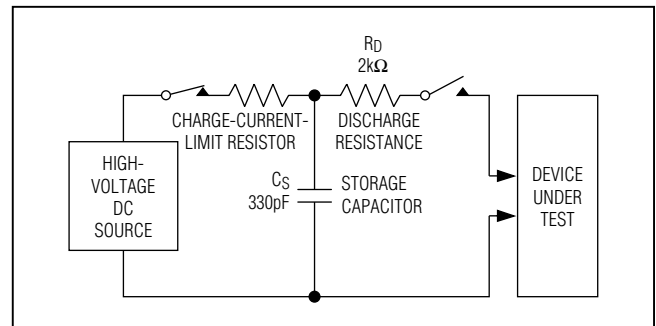 R_D
2kΩ
CHARGE-CURRENT-
LIMIT RESISTOR
DISCHARGE
RESISTANCE
HIGH-
VOLTAGE
DC
SOURCE
C_S
330pF
STORAGE
CAPACITOR
DEVICE
UNDER
TEST